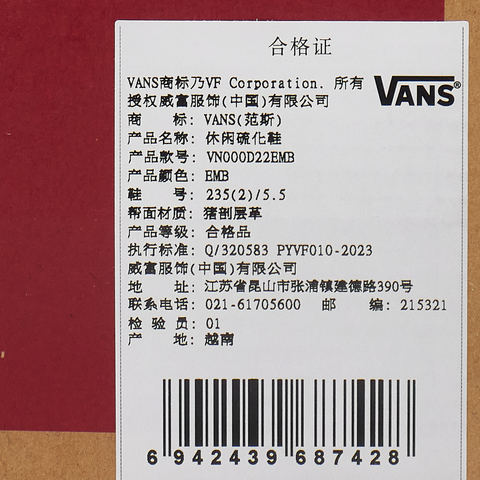 合格证
VANS商标乃VF Corporation. 所有
授权威富服饰(中国)有限公司
VANS®
商 标: VANS(范斯)
产品名称: 休闲硫化鞋
产品款号: VN000D22EMB
产品颜色: EMB
鞋 号: 235(2)/5.5
帮面材质: 猪剖层革
产品等级: 合格品
执行标准: Q/320583 PYVF010-2023
威富服饰(中国)有限公司
地 址: 江苏省昆山市张浦镇建德路390号
联系电话: 021-61705600 邮 编: 215321
检 验 员: 01
产 地: 越南
6 942439 687428